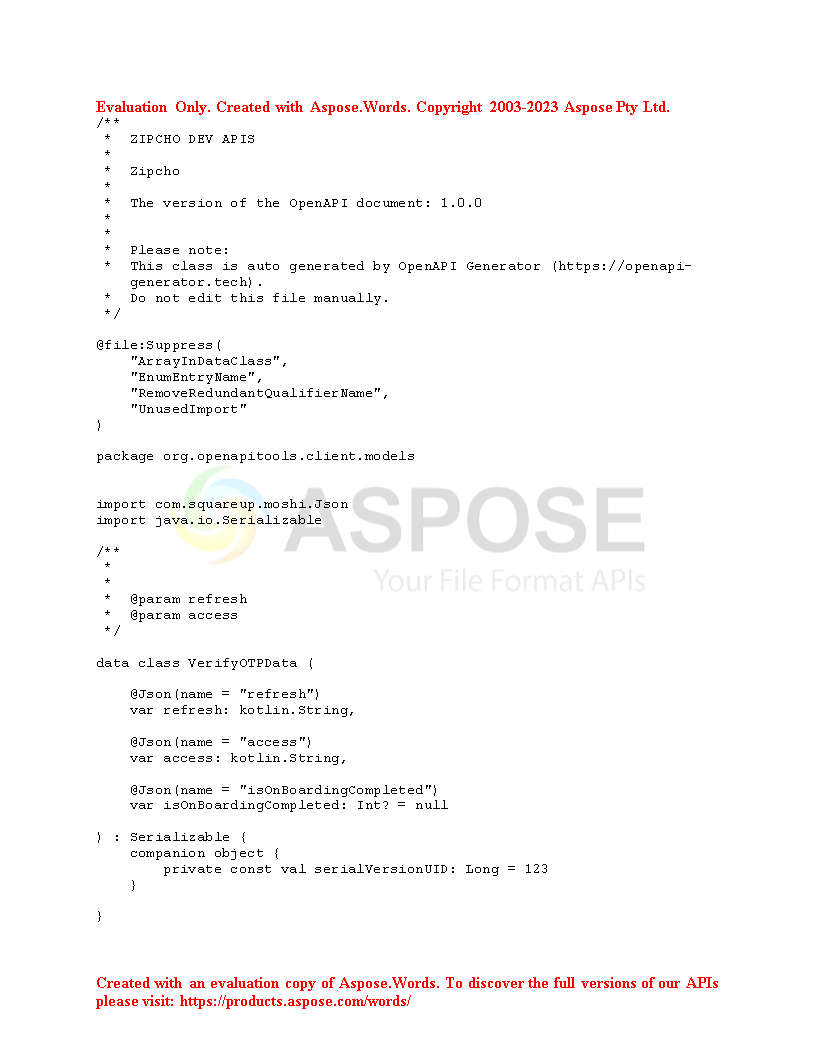 Evaluation Only. Created with Aspose.Words. Copyright 2003-2023 Aspose Pty Ltd.
/**
 *  ZIPCHO DEV APIS
 *
 *  Zipcho
 *
 *  The version of the OpenAPI document: 1.0.0
 *
 *
 *  Please note:
 *  This class is auto generated by OpenAPI Generator (https://openapi-
    generator.tech).
 *  Do not edit this file manually.
 */

@file:Suppress(
    "ArrayInDataClass",
    "EnumEntryName",
    "RemoveRedundantQualifierName",
    "UnusedImport"
)

package org.openapitools.client.models

import com.squareup.moshi.Json
import java.io.Serializable
ASPOSE
Your File Format APIs

/**
 *
 *
 *  @param refresh
 *  @param access
 */

data class VerifyOTPData (

    @Json(name = "refresh")
    var refresh: kotlin.String,

    @Json(name = "access")
    var access: kotlin.String,

    @Json(name = "isOnBoardingCompleted")
    var isOnBoardingCompleted: Int? = null

) : Serializable {
    companion object {
        private const val serialVersionUID: Long = 123
    }

}

Created with an evaluation copy of Aspose.Words. To discover the full versions of our APIs
please visit: https://products.aspose.com/words/